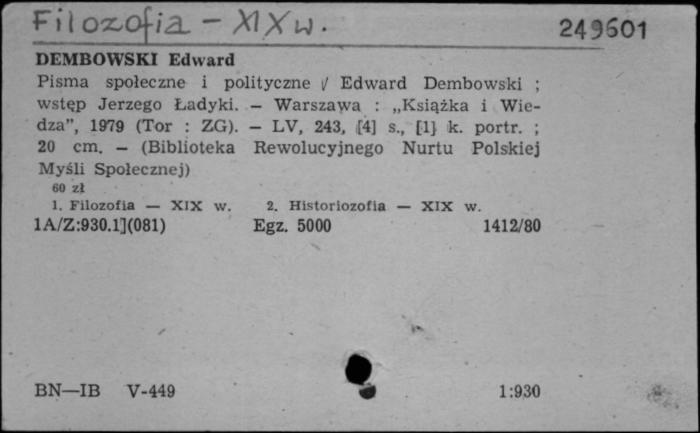 Filozofia - XIX w.
249601
DEMBOWSKI Edward
Pisma społeczne i polityczne / Edward Dembowski ;
wstęp Jerzego Ładyki. — Warszawa : „Książka i Wie-
dza”, 1979 (Tor : ZG). — LV, 243, [4] s., [1] k. portr. ;
20 cm. — (Biblioteka Rewolucyjnego Nurtu Polskiej
Myśli Społecznej)
60 zł
1. Filozofia — XIX w. 2. Historiozofia — XIX w.
1A/Z:930.1](081) Egz. 5000 1412/80
BN—IB V-449 1:930